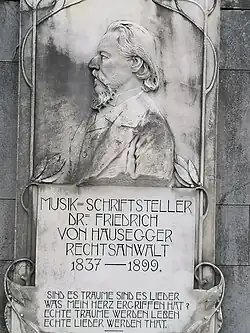 MUSIK=SCHRIFTSTELLER
DR= FRIEDRICH
VON HAUSEGGER
RECHTSANWALT
1837—1899.
SIND ES TRÄUME SIND ES LIEDER
WAS MEIN HERZ ERGRIFFEN HAT?
ECHTE TRÄUME WERDEN LEBEN
ECHTE LIEDER WERDEN TAT.